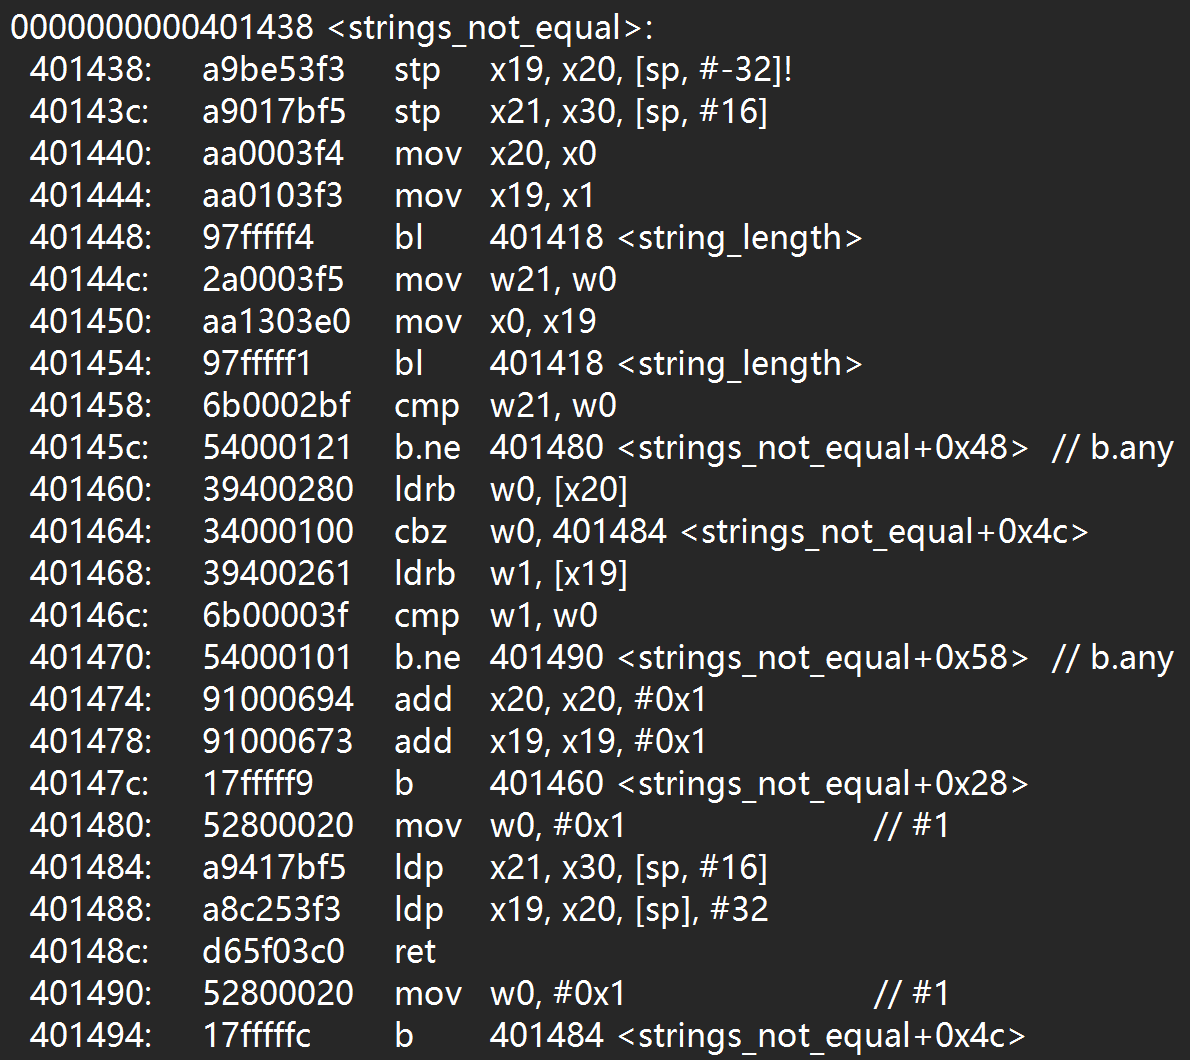 0000000000401438 <strings_not_equal>:
401438: a9be53f3 stp x19, x20, [sp, #-32]!
40143c: a9017bf5 stp x21, x30, [sp, #16]
401440: aa0003f4 mov x20, x0
401444: aa0103f3 mov x19, x1
401448: 97fffff4 bl 401418 <string_length>
40144c: 2a0003f5 mov w21, w0
401450: aa1303e0 mov x0, x19
401454: 97fffff1 bl 401418 <string_length>
401458: 6b0002bf cmp w21, w0
40145c: 54000121 b.ne 401480 <strings_not_equal+0x48> // b.any
401460: 39400280 ldrb w0, [x20]
401464: 34000100 cbz w0, 401484 <strings_not_equal+0x4c>
401468: 39400261 ldrb w1, [x19]
40146c: 6b00003f cmp w1, w0
401470: 54000101 b.ne 401490 <strings_not_equal+0x58> // b.any
401474: 91000694 add x20, x20, #0x1
401478: 91000673 add x19, x19, #0x1
40147c: 17fffff9 b 401460 <strings_not_equal+0x28>
401480: 52800020 mov w0, #0x1 // #1
401484: a9417bf5 ldp x21, x30, [sp, #16]
401488: a8c253f3 ldp x19, x20, [sp], #32
40148c: d65f03c0 ret
401490: 52800020 mov w0, #0x1 // #1
401494: 17fffffc b 401484 <strings_not_equal+0x4c>